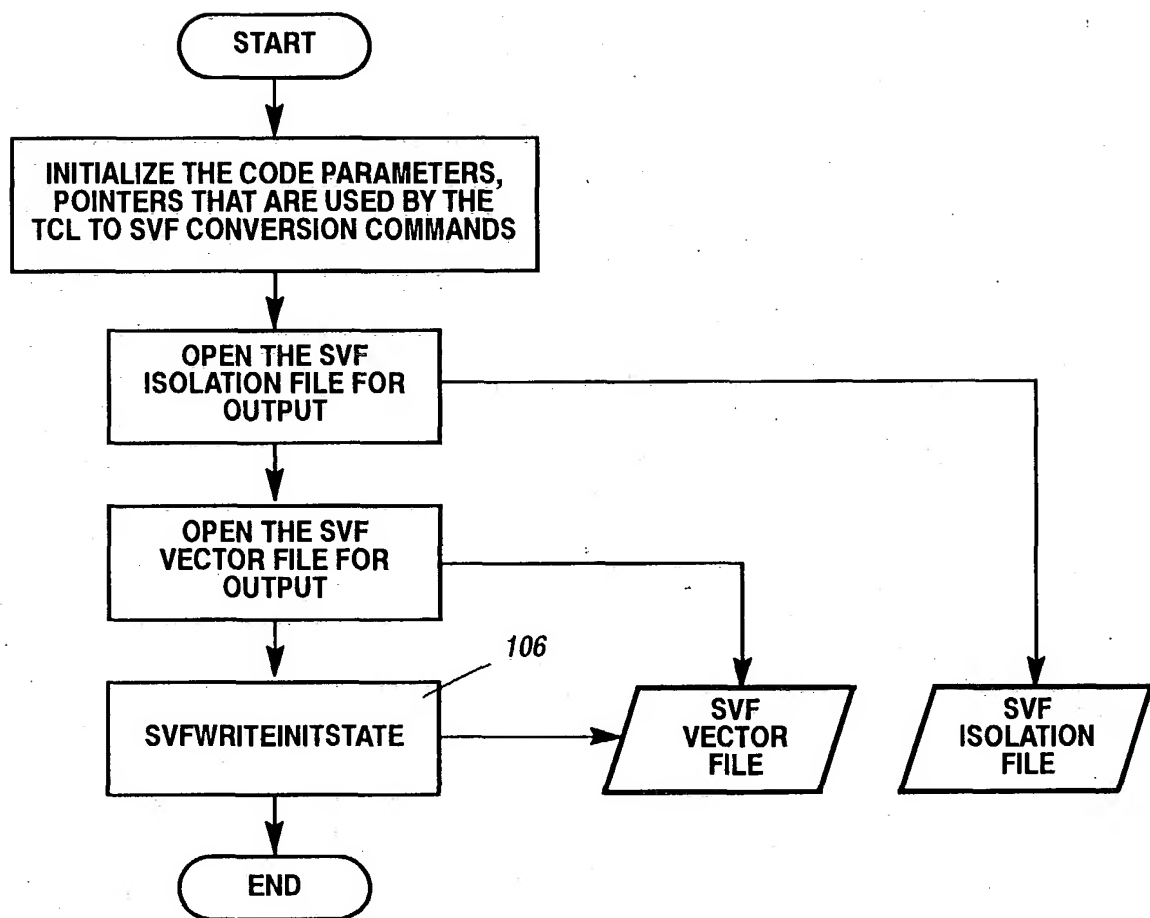 START
INITIALIZE THE CODE PARAMETERS,
POINTERS THAT ARE USED BY THE
TCL TO SVF CONVERSION COMMANDS
OPEN THE SVF
ISOLATION FILE FOR
OUTPUT
OPEN THE SVF
VECTOR FILE FOR
OUTPUT
106
SVFWRITEINITSTATE
SVF
VECTOR
FILE
SVF
ISOLATION
FILE
END